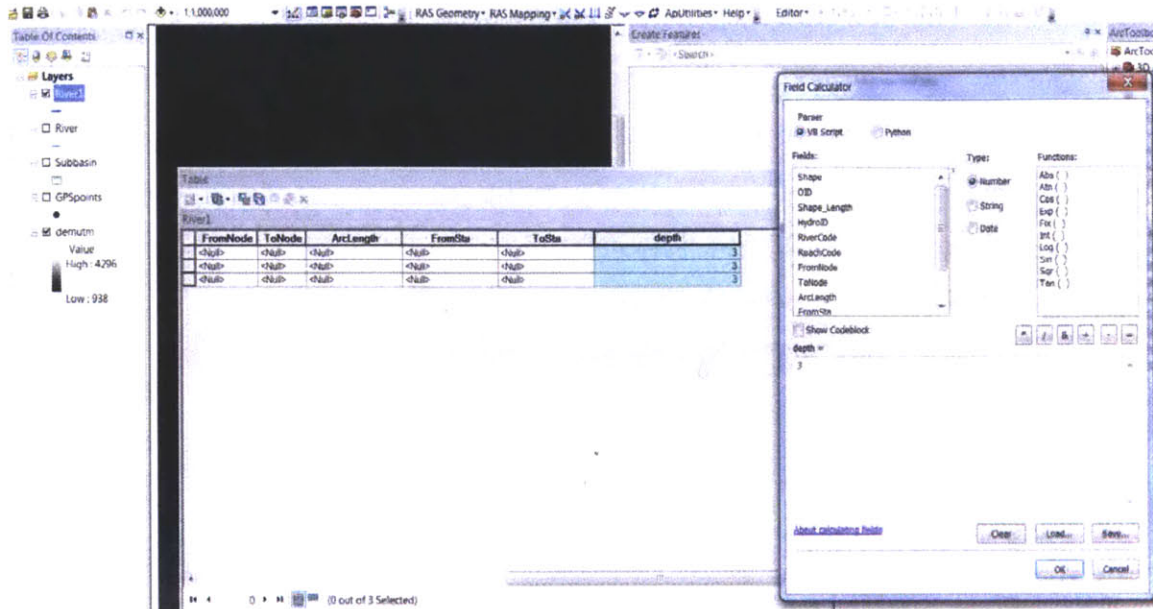 1:1,000,000 RAS Geometry RAS Mapping ApUtilities Help Editor
Table Of Contents
Layers
River1
River
Subbasin
GPSpoints
demutm
Value
High : 4296
Low : 938
Create Features
<Search>
ArcToolbox
ArcToo
3D
Table
River1
FromNode ToNode ArcLength FromSta ToSta depth
<Null> <Null> <Null> <Null> <Null> 3
<Null> <Null> <Null> <Null> <Null> 3
<Null> <Null> <Null> <Null> <Null> 3
0 (0 out of 3 Selected)
Field Calculator
Parser
VB Script Python
Fields: Type: Functions:
Shape
OID
Shape_Length
HydroID
RiverCode
ReachCode
FromNode
ToNode
ArcLength
FromSta
Number
String
Date
Abs ( )
Atn ( )
Cos ( )
Exp ( )
Fix ( )
Int ( )
Log ( )
Sin ( )
Sqr ( )
Tan ( )
Show Codeblock
* / & + - =
depth =
3
About calculating fields Clear Load... Save...
OK Cancel